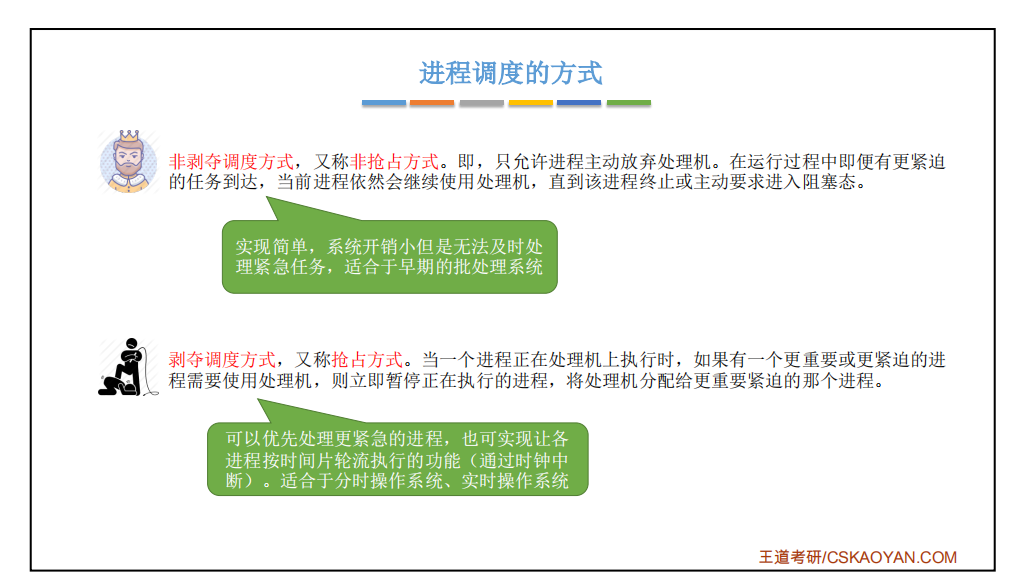 进程调度的方式
非剥夺调度方式，又称非抢占方式。即，只允许进程主动放弃处理机。在运行过程中即便有更紧迫
的任务到达，当前进程依然会继续使用处理机，直到该进程终止或主动要求进入阻塞态。
实现简单，系统开销小但是无法及时处
理紧急任务，适合于早期的批处理系统
剥夺调度方式，又称抢占方式。当一个进程正在处理机上执行时，如果有一个更重要或更紧迫的进
程需要使用处理机，则立即暂停正在执行的进程，将处理机分配给更重要紧迫的那个进程。
可以优先处理更紧急的进程，也可实现让各
进程按时间片轮流执行的功能（通过时钟中
断）。适合于分时操作系统、实时操作系统
王道考研/CSKAOYAN.COM